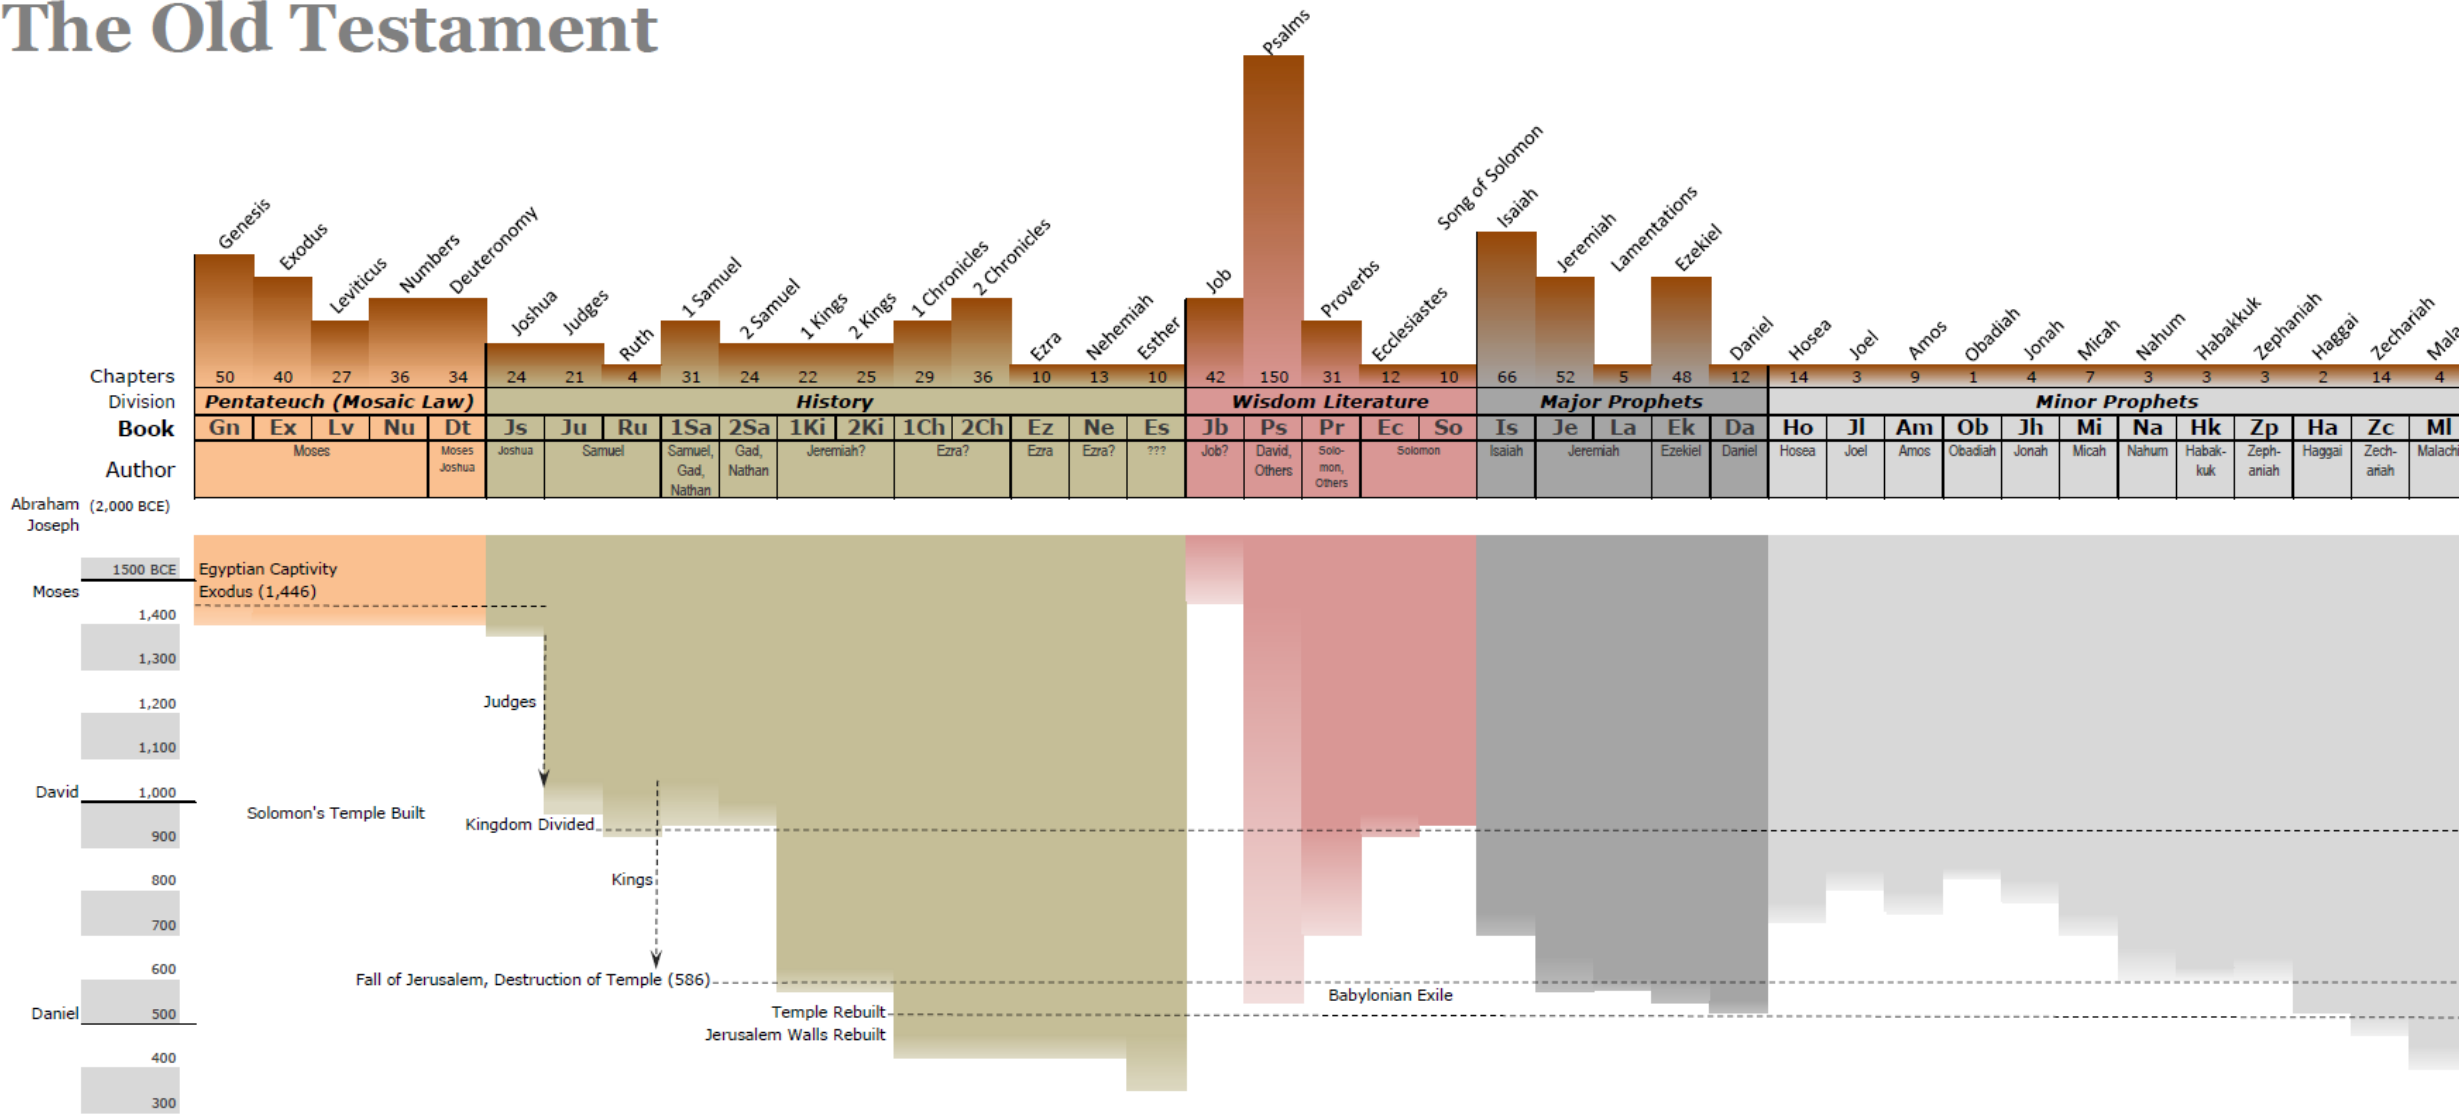 The Old Testament
Genesis
Exodus
Leviticus
Numbers
Deuteronomy
Joshua
Judges
Ruth
1 Samuel
2 Samuel
1 Kings
2 Kings
1 Chronicles
2 Chronicles
Ezra
Nehemiah
Esther
Job
Psalms
Proverbs
Ecclesiastes
Song of Solomon
Isaiah
Jeremiah
Lamentations
Ezekiel
Daniel
Hosea
Joel
Amos
Obadiah
Jonah
Micah
Nahum
Habakkuk
Zephaniah
Haggai
Zechariah
Mala
Chapters 50 40 27 36 34 24 21 4 31 24 22 25 29 36 10 13 10 42 150 31 12 10 66 52 5 48 12 14 3 9 1 4 7 3 3 3 2 14 4
Division Pentateuch (Mosaic Law) History Wisdom Literature Major Prophets Minor Prophets
Book Gn Ex Lv Nu Dt Js Ju Ru 1Sa 2Sa 1Ki 2Ki 1Ch 2Ch Ez Ne Es Jb Ps Pr Ec So Is Je La Ek Da Ho Jl Am Ob Jh Mi Na Hk Zp Ha Zc Ml
Author
Moses
Moses
Joshua
Joshua
Samuel
Samuel,
Gad,
Nathan
Gad,
Nathan
Jeremiah?
Ezra?
Ezra
Ezra?
???
Job?
David,
Others
Solo-
mon,
Others
Solomon
Isaiah
Jeremiah
Ezekiel
Daniel
Hosea
Joel
Amos
Obadiah
Jonah
Micah
Nahum
Habak-
kuk
Zeph-
aniah
Haggai
Zech-
ariah
Malachi
Abraham (2,000 BCE)
Joseph
1500 BCE
Egyptian Captivity
Moses
Exodus (1,446)
1,400
1,300
Judges
1,200
1,100
David
1,000
Solomon's Temple Built
Kingdom Divided
900
Kings
800
700
600
Fall of Jerusalem, Destruction of Temple (586)
Babylonian Exile
Daniel
500
Temple Rebuilt
Jerusalem Walls Rebuilt
400
300